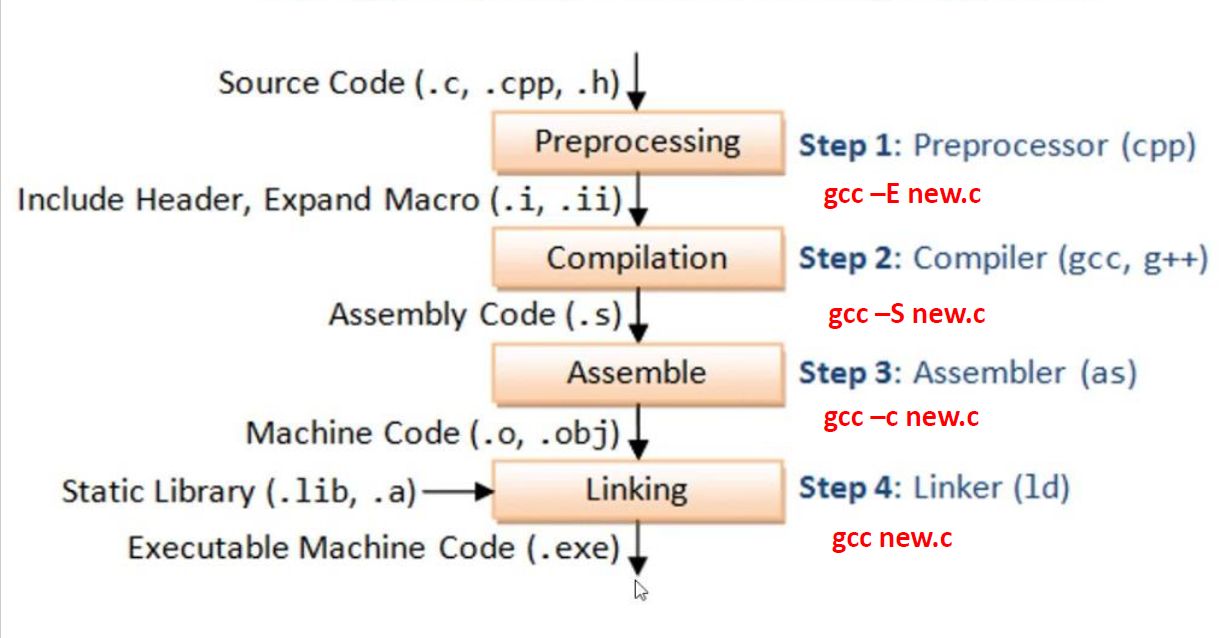 Source Code (.c, .cpp, .h)
Preprocessing
Step 1: Preprocessor (cpp)
gcc –E new.c
Include Header, Expand Macro (.i, .ii)
Compilation
Step 2: Compiler (gcc, g++)
Assembly Code (.s)
gcc –S new.c
Assemble
Step 3: Assembler (as)
gcc –c new.c
Machine Code (.o, .obj)
Static Library (.lib, .a)
Linking
Step 4: Linker (ld)
gcc new.c
Executable Machine Code (.exe)